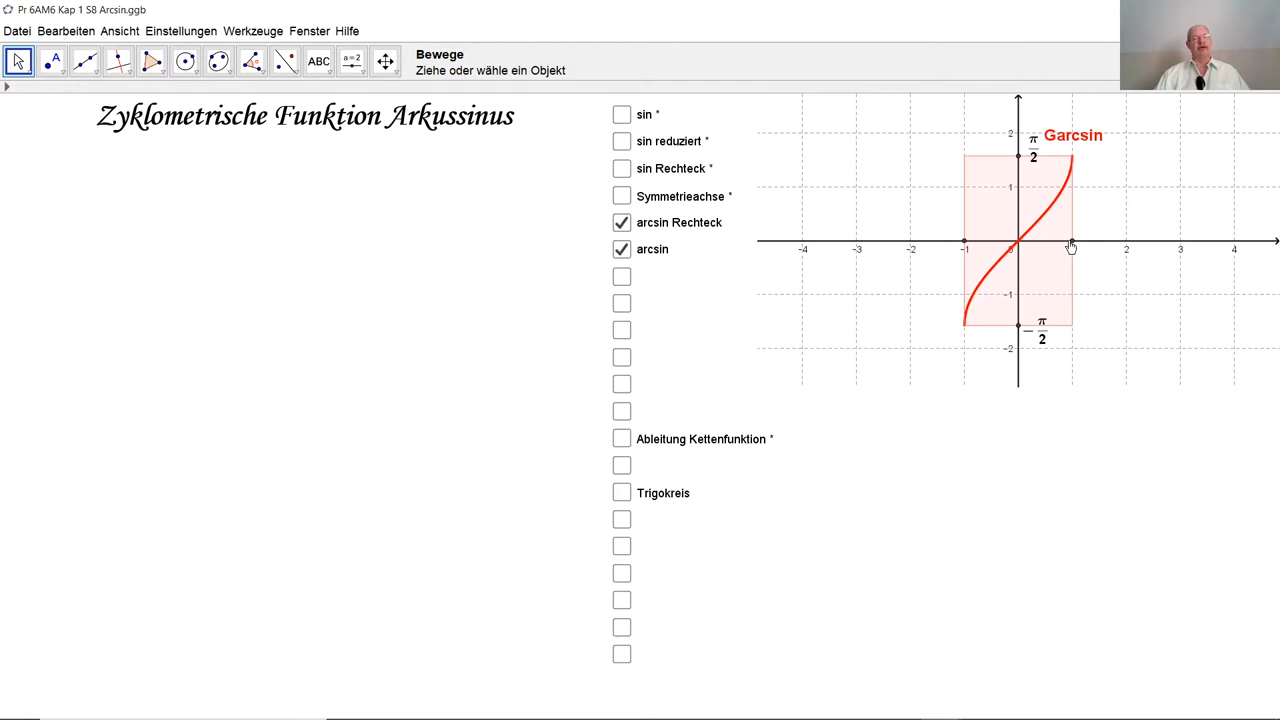 Pr 6AM6 Kap 1 S8 Arcsin.ggb
Datei Bearbeiten Ansicht Einstellungen Werkzeuge Fenster Hilfe
A
ABC
a=2
Bewege
Ziehe oder wähle ein Objekt
Zyklometrische Funktion Arkussinus
sin *
sin reduziert *
sin Rechteck *
Symmetrieachse *
arcsin Rechteck
arcsin
Ableitung Kettenfunktion *
Trigokreis
Garcsin
2
π/2
1
-4 -3 -2 -1 0 2 3 4
-1
-π/2
-2